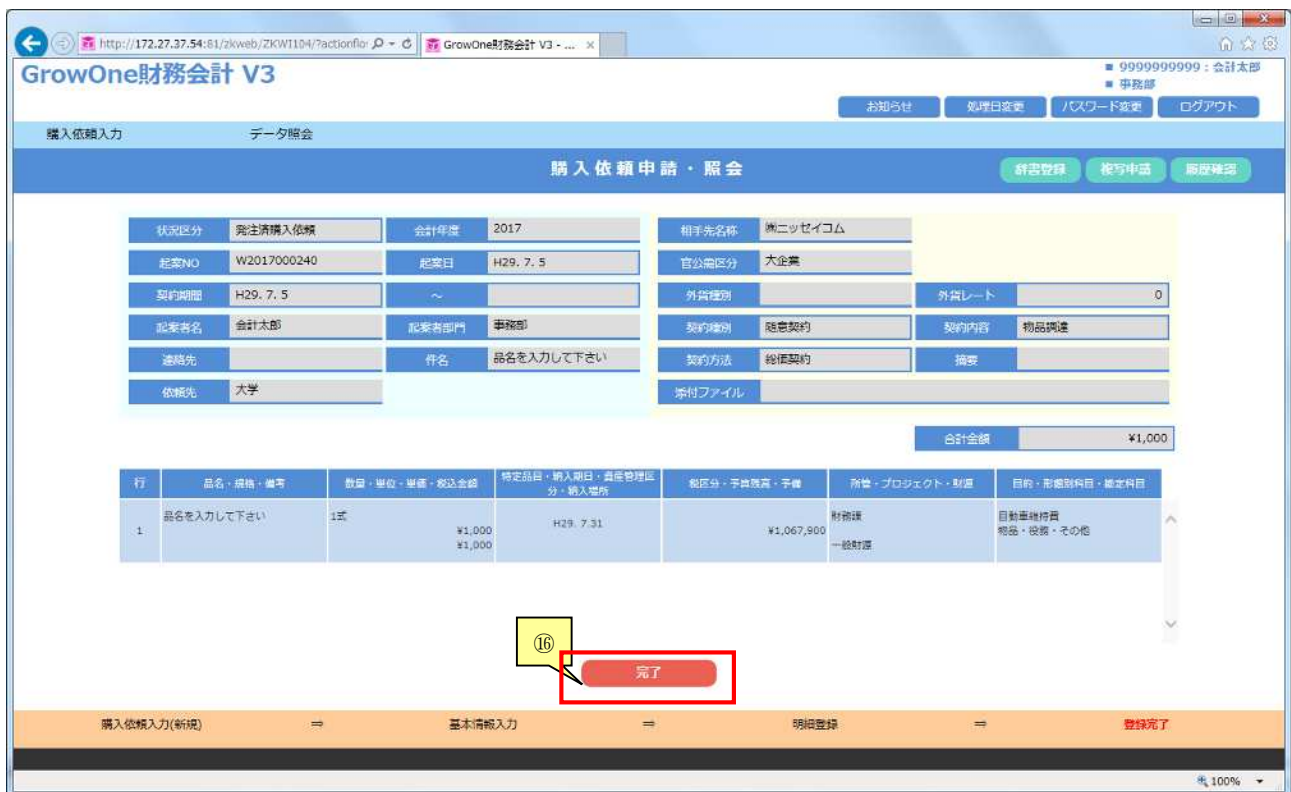 http://172.27.37.54:81/zkweb/ZKWI104/?actionflo
GrowOne財務会計 V3 - ... ×
GrowOne財務会計 V3
■ 9999999999：会計太郎
■ 事務部
お知らせ 処理日変更 パスワード変更 ログアウト
購入依頼入力 データ照会
購入依頼申請・照会
辞書登録 複写申請 履歴確認
状況区分 発注済購入依頼 会計年度 2017 相手先名称 ㈱ニッセイコム
起案NO W2017000240 起案日 H29. 7. 5 官公需区分 大企業
契約期間 H29. 7. 5 ～ 外貨種別 外貨レート 0
起案者名 会計太郎 起案者部門 事務部 契約種別 随意契約 契約内容 物品調達
連絡先 件名 品名を入力して下さい 契約方法 総価契約 摘要
依頼先 大学 添付ファイル
合計金額 ¥1,000
行 品名・規格・備考 数量・単位・単価・税込金額 特定品目・納入期日・資産管理区分・納入場所 税区分・予算残高・予備 所管・プロジェクト・財源 目的・形態別科目・勘定科目
1 品名を入力して下さい 1式 ¥1,000 ¥1,000 H29. 7.31 ¥1,067,900 財務課 一般財源 自動車維持費 物品・役務・その他
⑯
完了
購入依頼入力(新規) ⇒ 基本情報入力 ⇒ 明細登録 ⇒ 登録完了
100%